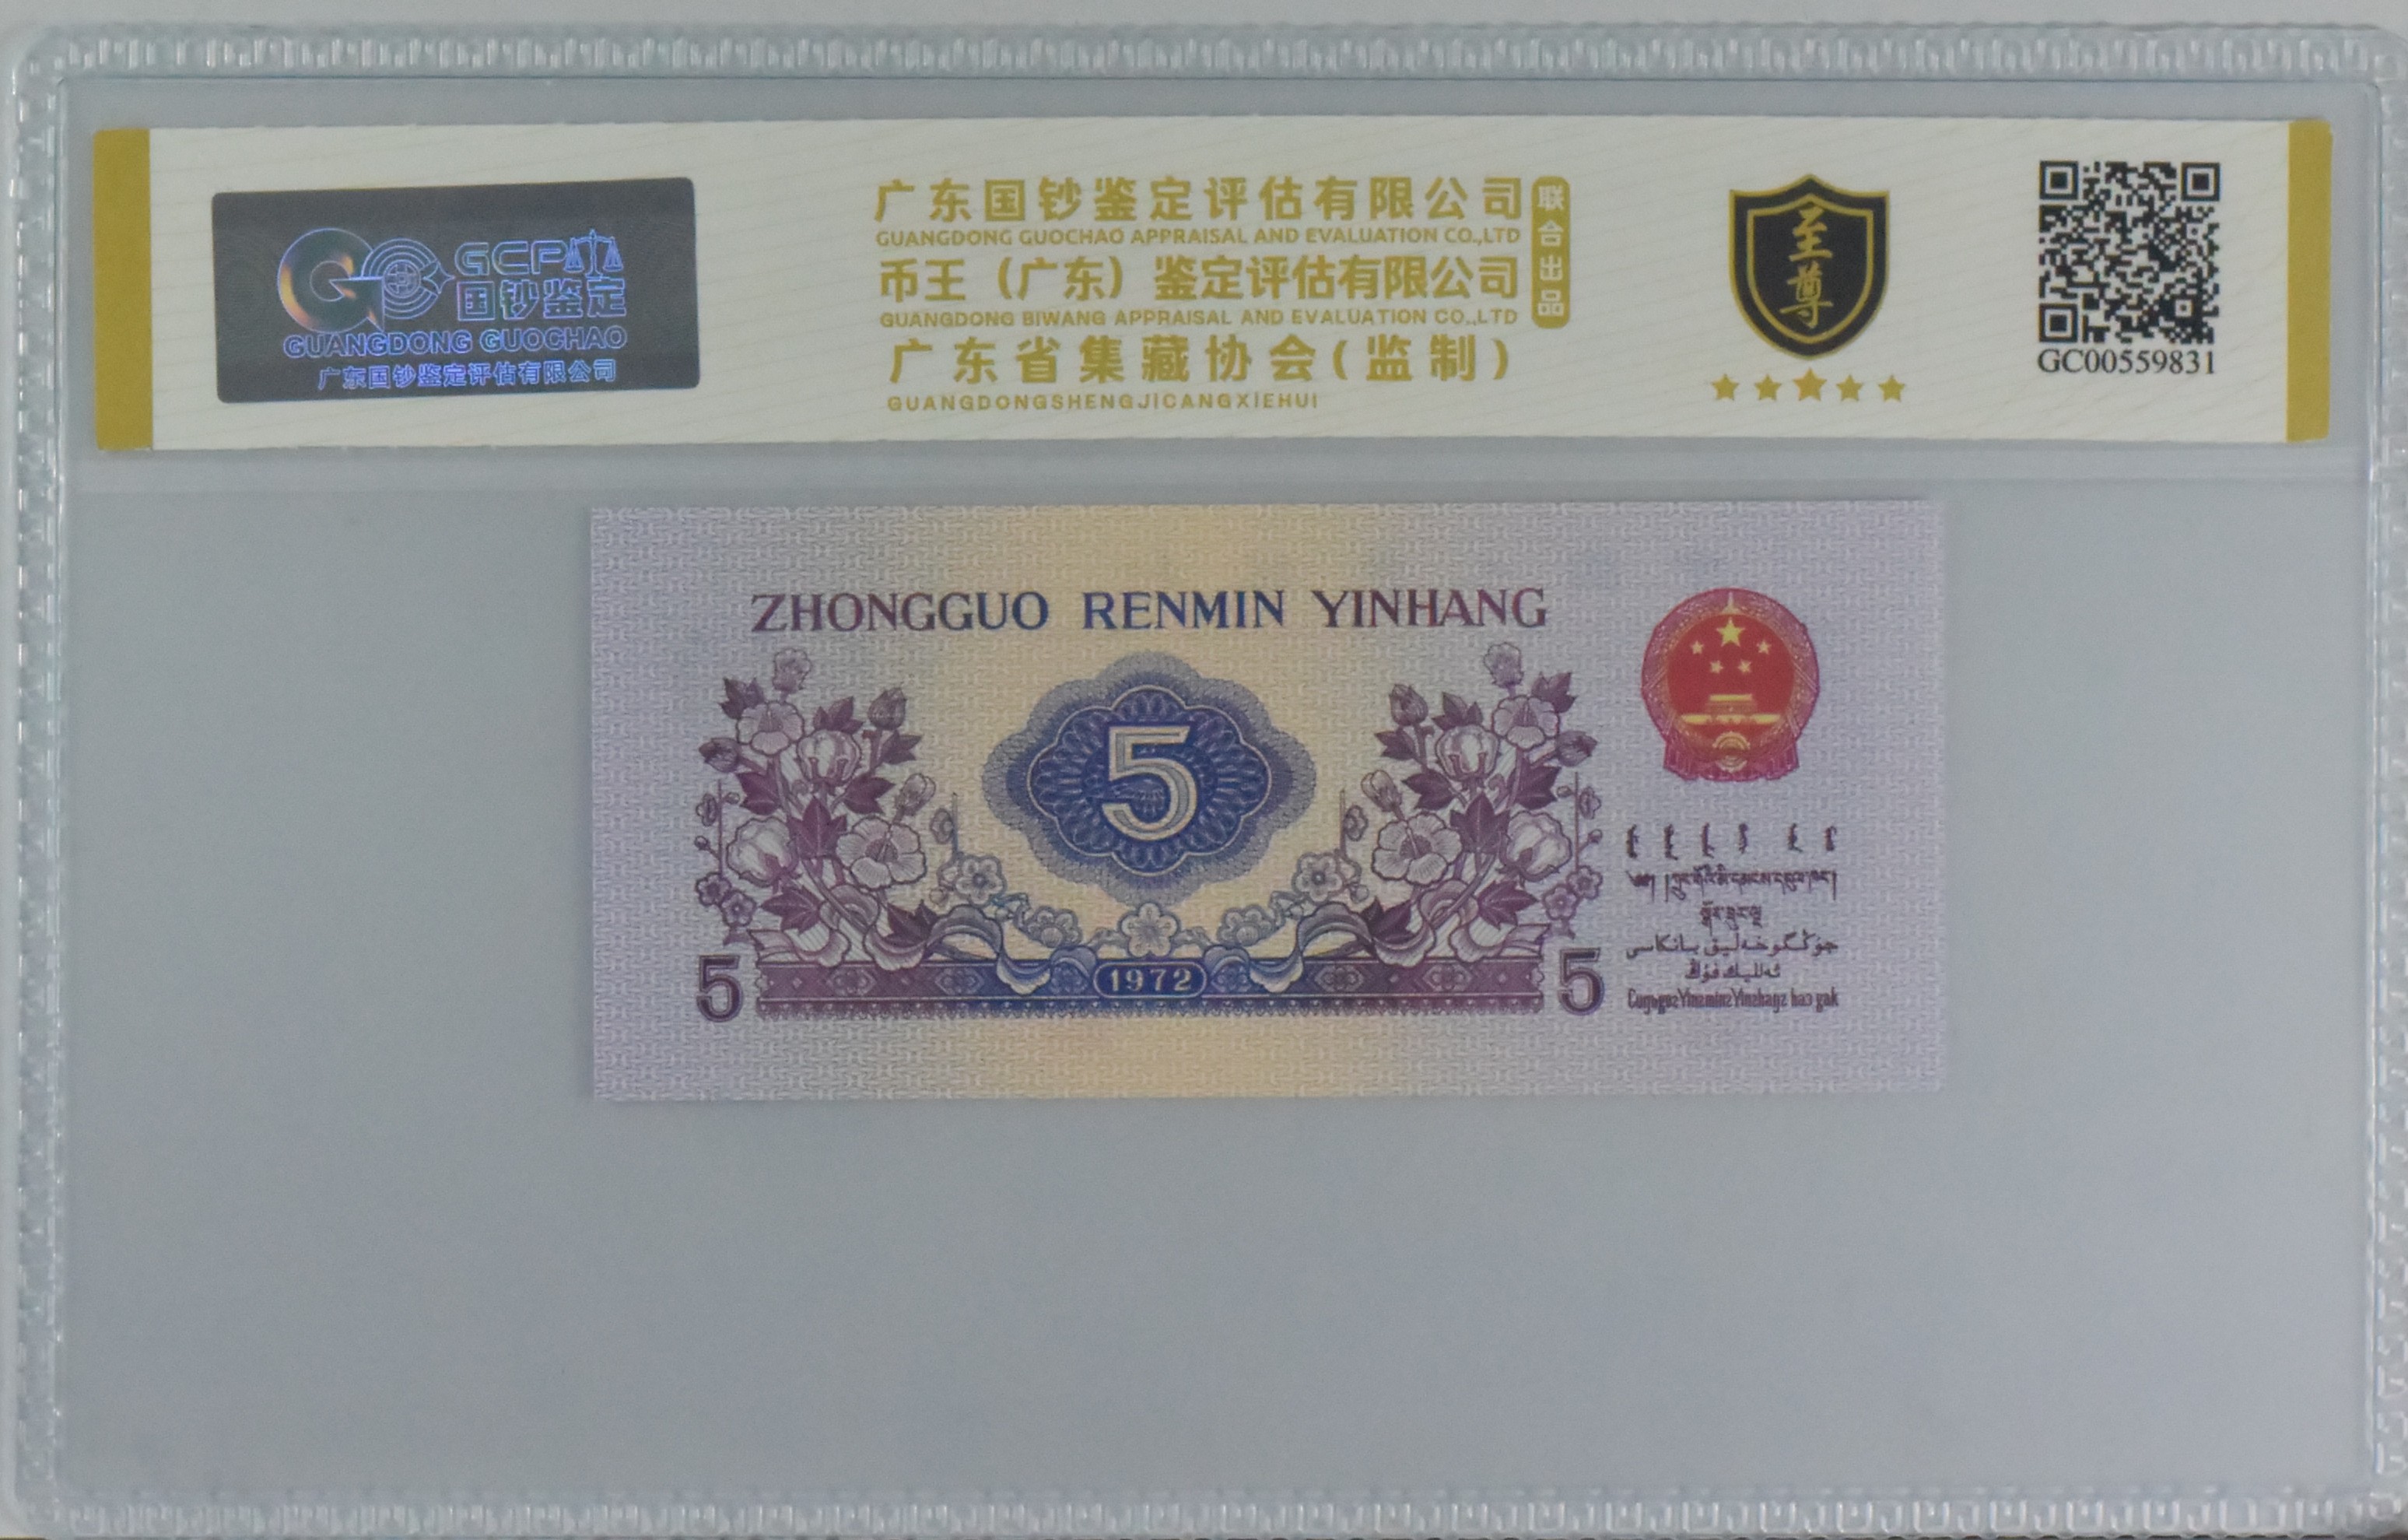 GCP
国钞鉴定
GUANGDONG GUOCHAO
广东国钞鉴定评估有限公司
广东国钞鉴定评估有限公司
GUANGDONG GUOCHAO APPRAISAL AND EVALUATION CO.,LTD
币王（广东）鉴定评估有限公司
GUANGDONG BIWANG APPRAISAL AND EVALUATION CO.,LTD
广东省集藏协会(监制)
GUANGDONGSHENGJICANGXIEHUI
联合出品
至尊
GC00559831
ZHONGGUO RENMIN YINHANG
5
5
1972
5
جۇڭگو خەلىق بانكاسى